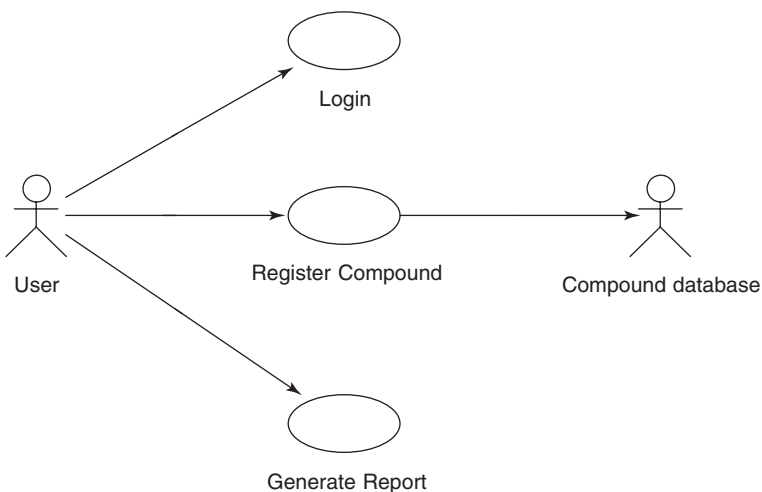 Login
User
Register Compound
Compound database
Generate Report